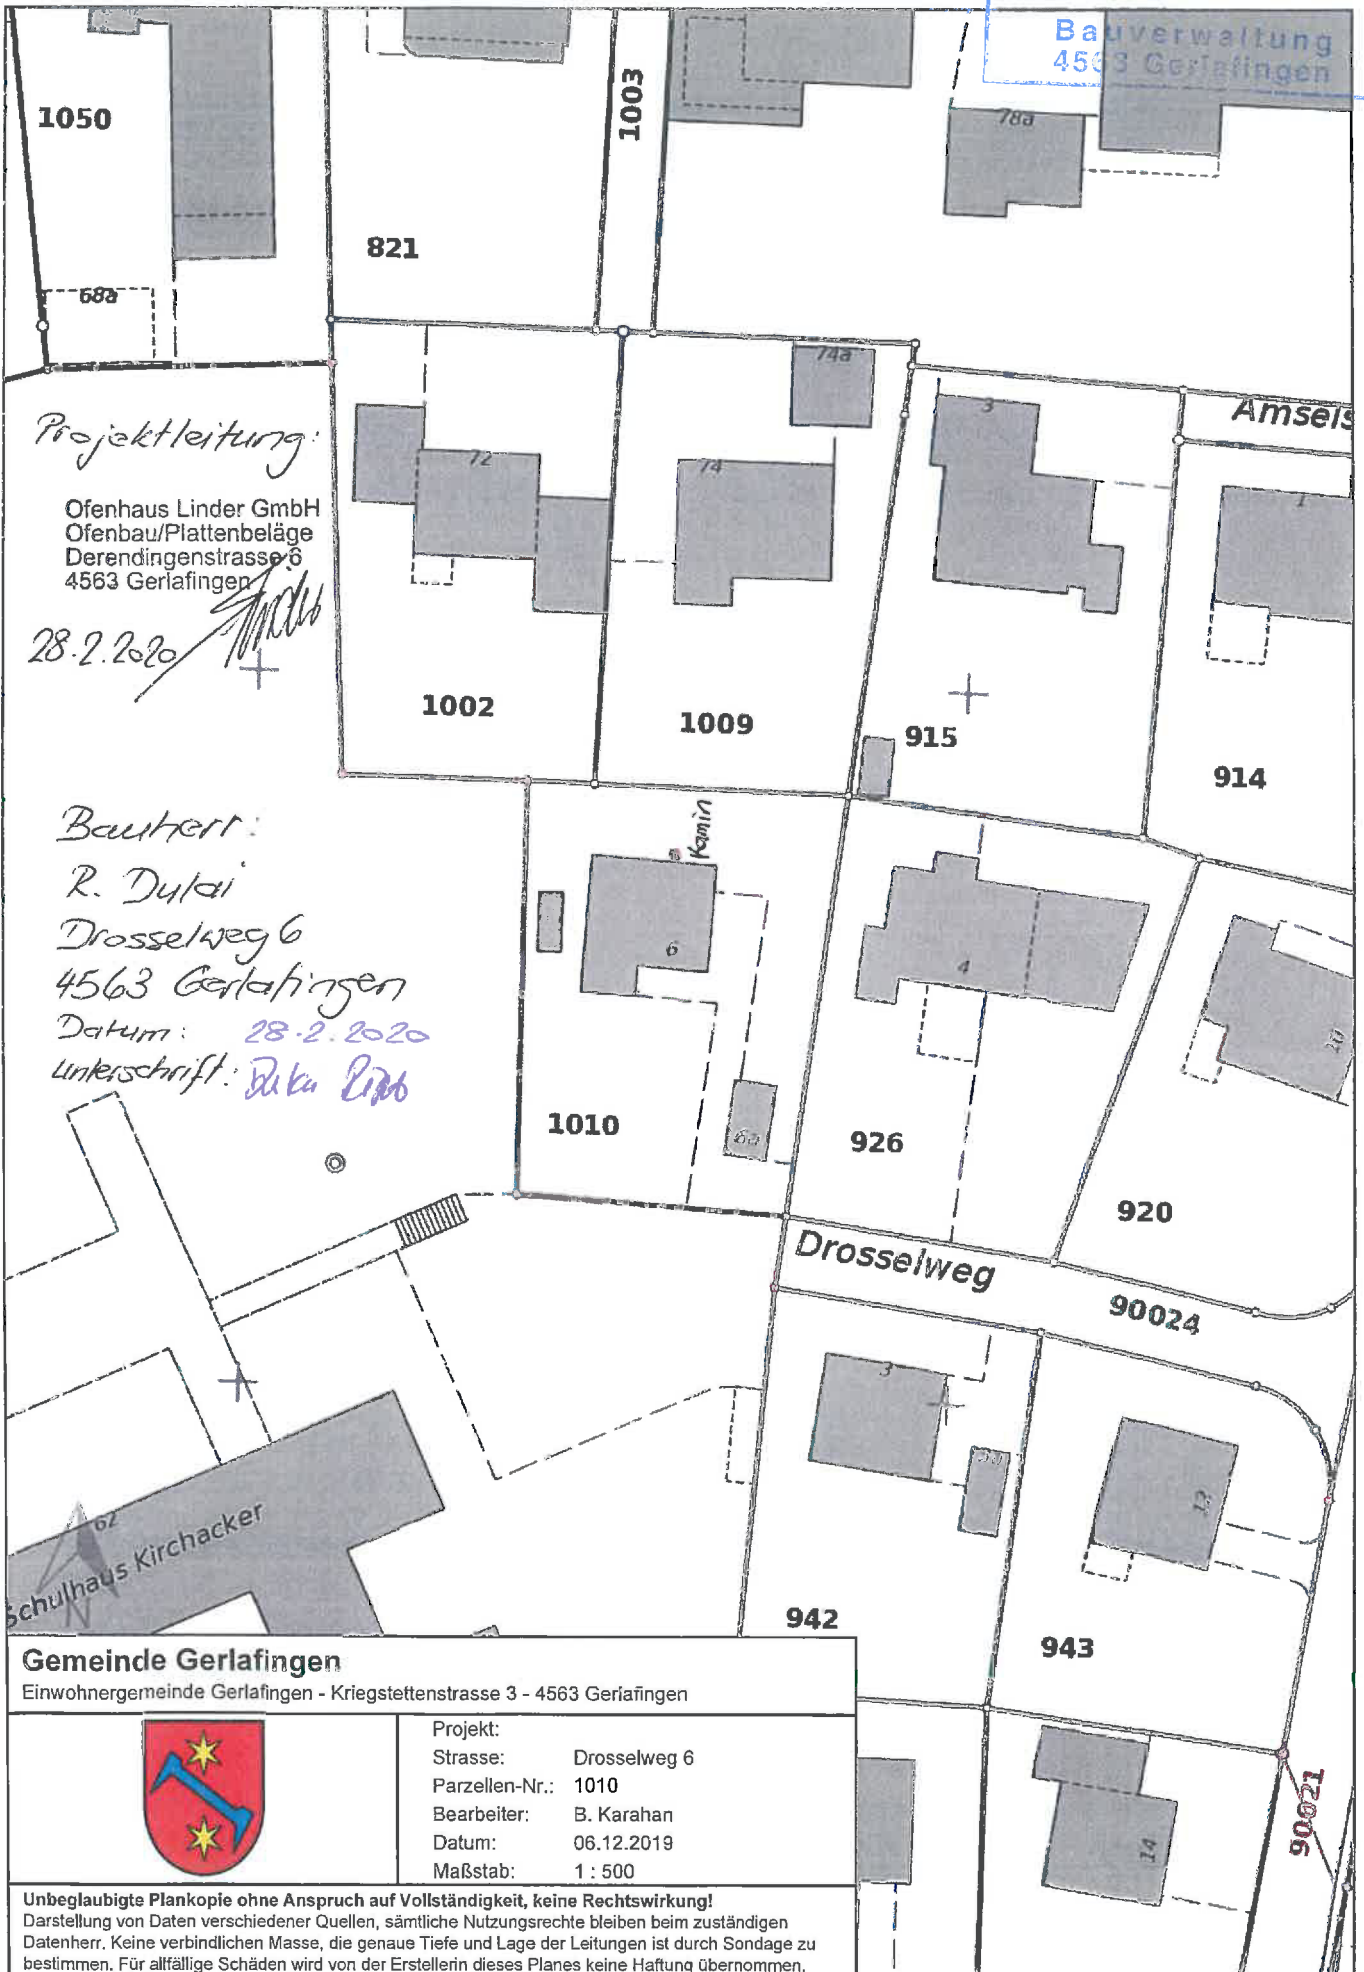 Bauverwaltung
4563 Gerlafingen
1050
1003
78a
821
68a
74a
Amsels
3
72
74
1
Projektleitung:
Ofenhaus Linder GmbH
Ofenbau/Plattenbeläge
Derendingenstrasse 6
4563 Gerlafingen
28.2.2020
1002
1009
915
914
Bauherr:
R. Dulai
Drosselweg 6
4563 Gerlafingen
Datum: 28.2.2020
Unterschrift:
Kamin
6
4
20
6a
1010
926
920
Drosselweg
90024
3
3a
12
62
Schulhaus Kirchacker
942
943
14
90021
Gemeinde Gerlafingen
Einwohnergemeinde Gerlafingen - Kriegstettenstrasse 3 - 4563 Gerlafingen
Projekt:
Strasse: Drosselweg 6
Parzellen-Nr.: 1010
Bearbeiter: B. Karahan
Datum: 06.12.2019
Maßstab: 1 : 500
Unbeglaubigte Plankopie ohne Anspruch auf Vollständigkeit, keine Rechtswirkung!
Darstellung von Daten verschiedener Quellen, sämtliche Nutzungsrechte bleiben beim zuständigen
Datenherr. Keine verbindlichen Masse, die genaue Tiefe und Lage der Leitungen ist durch Sondage zu
bestimmen. Für allfällige Schäden wird von der Erstellerin dieses Planes keine Haftung übernommen.